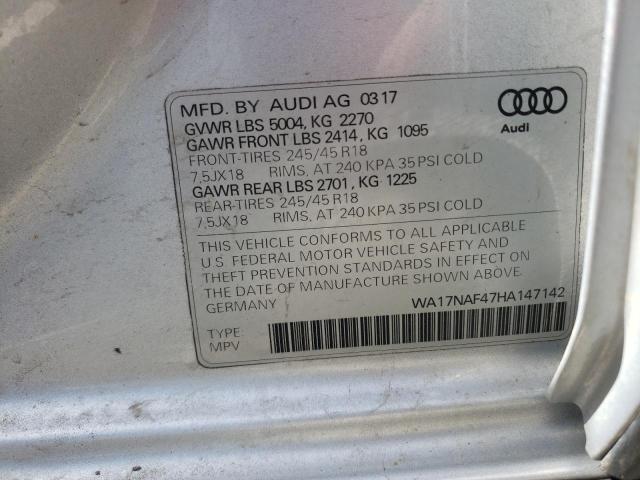 MFD. BY AUDI AG 03 17
GVWR LBS 5004, KG 2270
GAWR FRONT LBS 2414, KG 1095
FRONT-TIRES 245/45 R18
7,5JX18 RIMS, AT 240 KPA 35 PSI COLD
GAWR REAR LBS 2701, KG 1225
REAR-TIRES 245/45 R18
7,5JX18 RIMS, AT 240 KPA 35 PSI COLD
Audi
THIS VEHICLE CONFORMS TO ALL APPLICABLE
U.S. FEDERAL MOTOR VEHICLE SAFETY AND
THEFT PREVENTION STANDARDS IN EFFECT ON
THE DATE OF MANUFACTURE SHOWN ABOVE.
GERMANY WA17NAF47HA147142
TYPE:
MPV